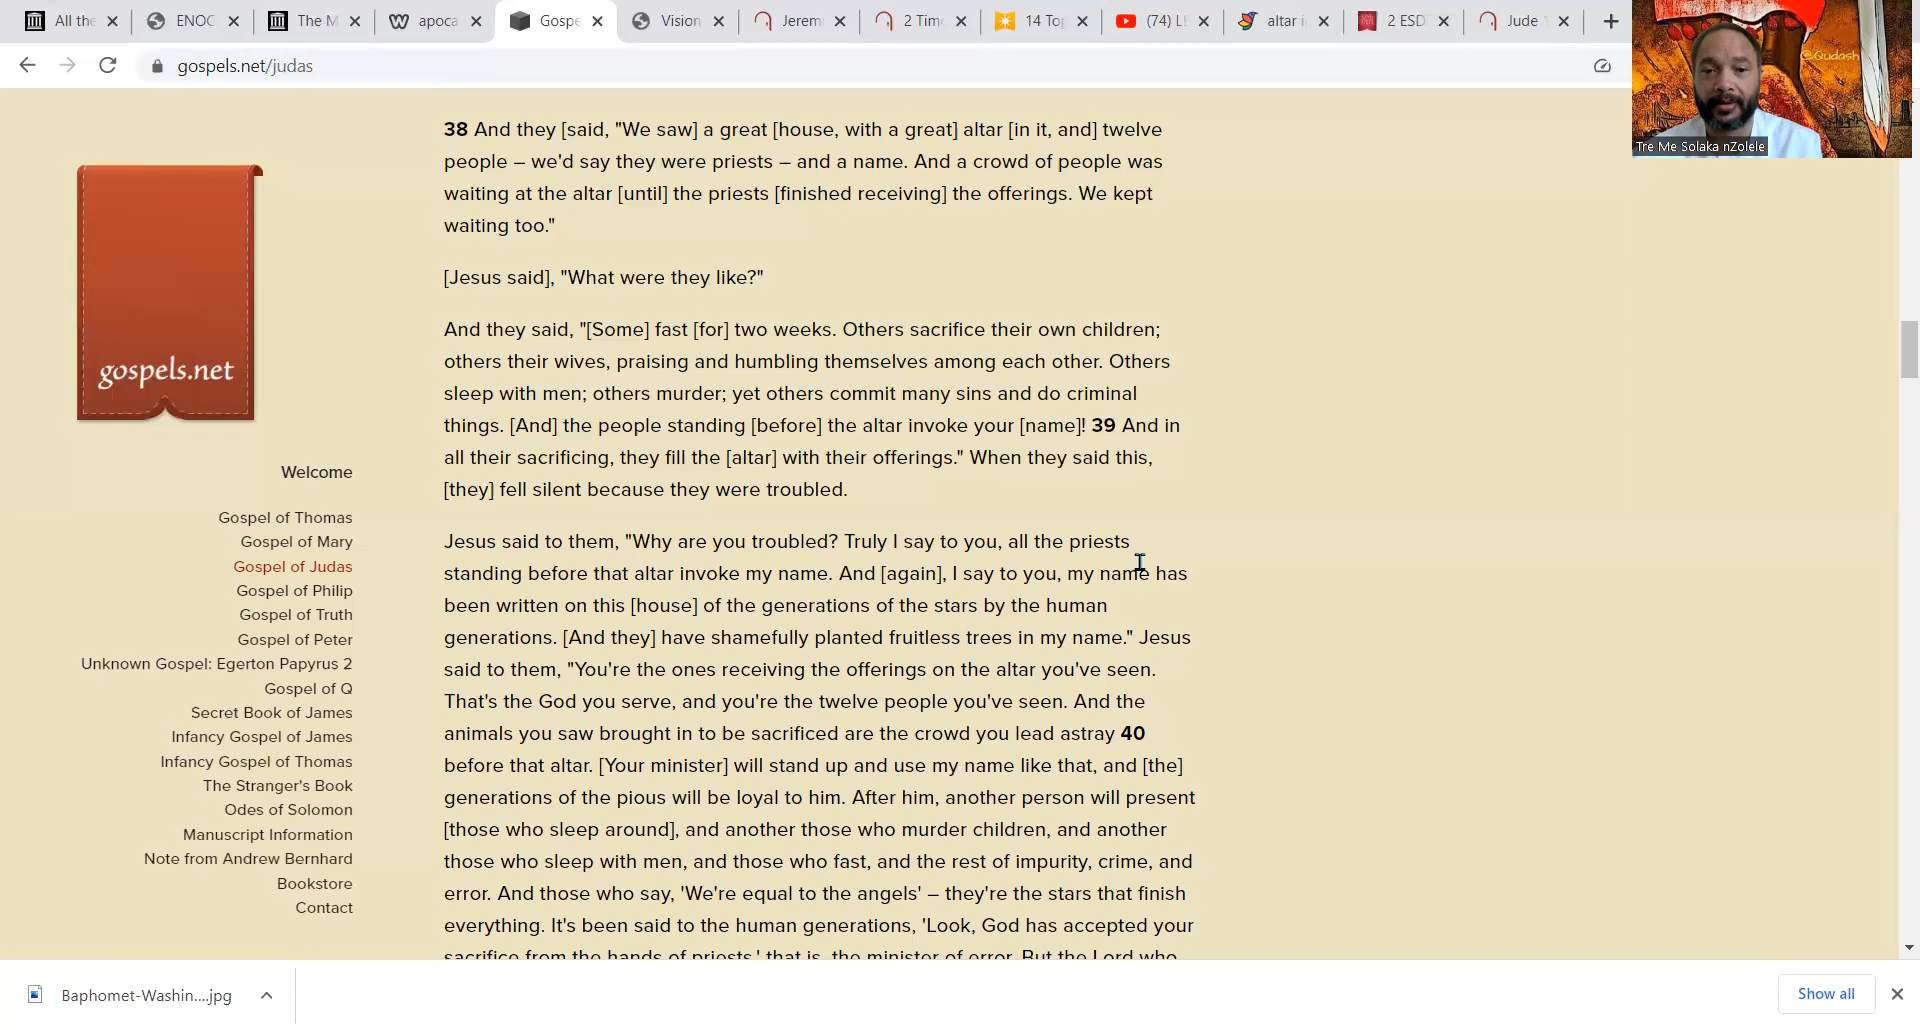 All the
ENOC
The M
apoca
Gospe
Vision
Jerem
2 Tim
14 To
(74) L
altar i
2 ESD
Jude
gospels.net/judas
@Qudash
Tre Me Solaka nZolele
38 And they [said, "We saw] a great [house, with a great] altar [in it, and] twelve
people – we'd say they were priests – and a name. And a crowd of people was
waiting at the altar [until] the priests [finished receiving] the offerings. We kept
waiting too."
[Jesus said], "What were they like?"
And they said, "[Some] fast [for] two weeks. Others sacrifice their own children;
others their wives, praising and humbling themselves among each other. Others
sleep with men; others murder; yet others commit many sins and do criminal
things. [And] the people standing [before] the altar invoke your [name]! 39 And in
all their sacrificing, they fill the [altar] with their offerings." When they said this,
[they] fell silent because they were troubled.
Jesus said to them, "Why are you troubled? Truly I say to you, all the priests
standing before that altar invoke my name. And [again], I say to you, my name has
been written on this [house] of the generations of the stars by the human
generations. [And they] have shamefully planted fruitless trees in my name." Jesus
said to them, "You're the ones receiving the offerings on the altar you've seen.
That's the God you serve, and you're the twelve people you've seen. And the
animals you saw brought in to be sacrificed are the crowd you lead astray 40
before that altar. [Your minister] will stand up and use my name like that, and [the]
generations of the pious will be loyal to him. After him, another person will present
[those who sleep around], and another those who murder children, and another
those who sleep with men, and those who fast, and the rest of impurity, crime, and
error. And those who say, 'We're equal to the angels' – they're the stars that finish
everything. It's been said to the human generations, 'Look, God has accepted your
sacrifice from the hands of priests,' that is, the minister of error. But the Lord who
gospels.net
Welcome
Gospel of Thomas
Gospel of Mary
Gospel of Judas
Gospel of Philip
Gospel of Truth
Gospel of Peter
Unknown Gospel: Egerton Papyrus 2
Gospel of Q
Secret Book of James
Infancy Gospel of James
Infancy Gospel of Thomas
The Stranger's Book
Odes of Solomon
Manuscript Information
Note from Andrew Bernhard
Bookstore
Contact
Baphomet-Washin....jpg
Show all